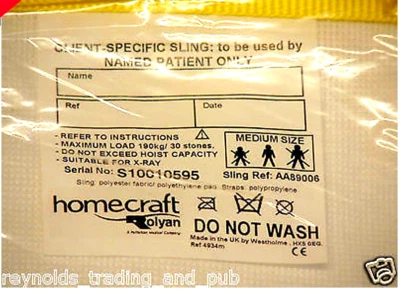 CLIENT-SPECIFIC SLING: to be used by
NAMED PATIENT ONLY
Name
Ref
Date
- REFER TO INSTRUCTIONS
- MAXIMUM LOAD 190kg/ 30 stones.
- DO NOT EXCEED HOIST CAPACITY
- SUITABLE FOR X-RAY
Serial No: S10010595
MEDIUM SIZE
Sling Ref: AA89006
Sling: polyester fabric/ polyethylene pad. Straps: polypropylene
homecraft
Rolyan
DO NOT WASH
Made in the UK by Westholme . HX5 0EG.
Ref 4934m
CE
reynolds_trading_and_pub